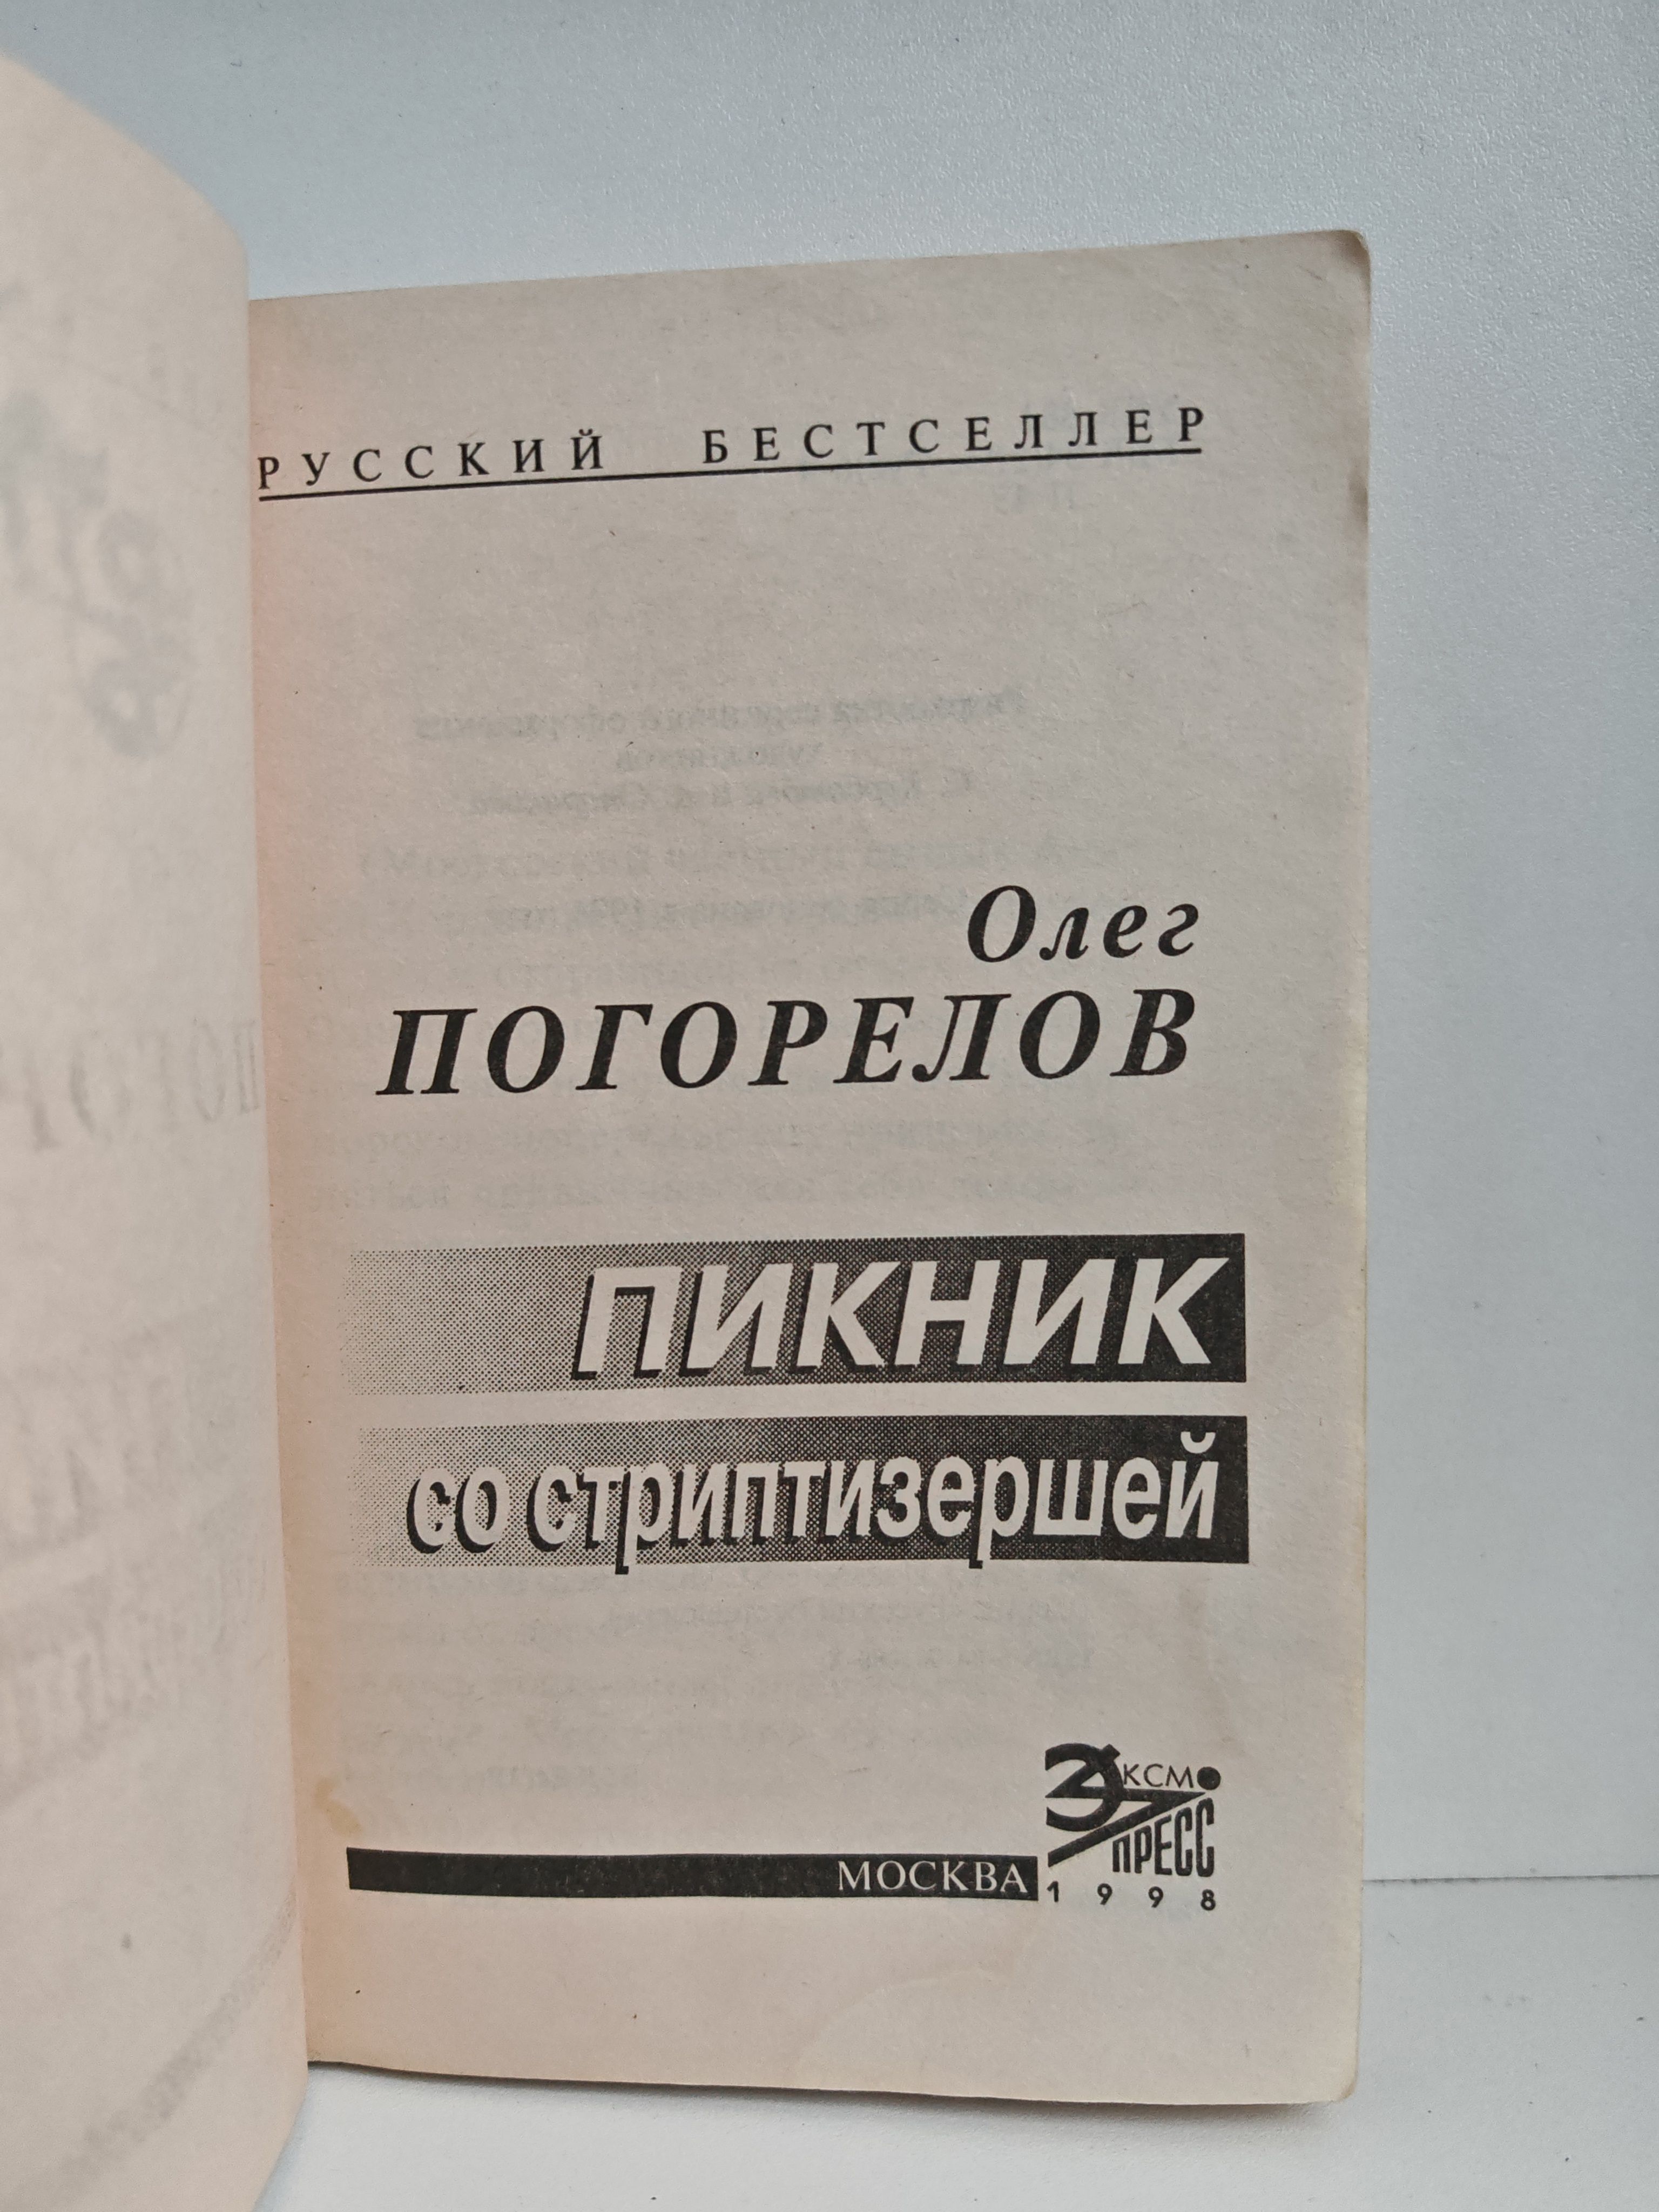 РУССКИЙ БЕСТСЕЛЛЕР
Олег
ПОГОРЕЛОВ
ПИКНИК
со стриптизершей
ЭКСМО
ПРЕСС
МОСКВА
1998